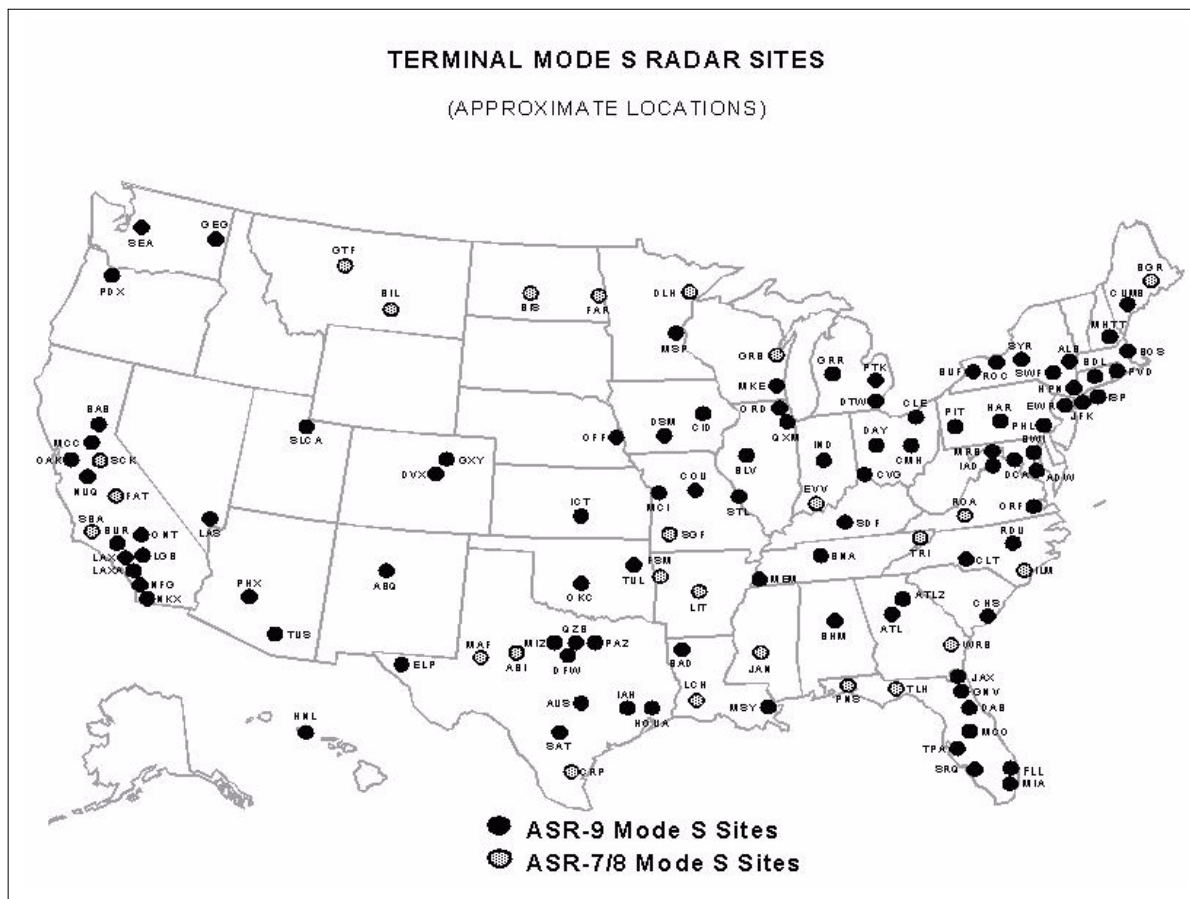 TERMINAL MODE S RADAR SITES
(APPROXIMATE LOCATIONS)
SEA
GEG
PDX
GTF
BIL
BIS
FAR
DLH
MSP
GRB
MKE
GRR
PTK
DTW
ORD
QXM
BGR
CUMB
MHTT
BOS
SYR
ALB
BDL
BUF
ROC
SWF
PVD
HPN
ISP
EWR
JFK
CLE
PIT
HAR
PHL
BWI
MRB
IAD
DCA
ADW
BAB
MCC
OAK
SCK
NUQ
FAT
SBA
BUR
ONT
LAX
LGB
LAXA
NFG
NKX
LAS
SLCA
DVX
GXY
OFF
DSM
CID
BLV
STL
IND
DAY
CMH
CVG
EVV
SDF
ROA
ORF
RDU
ICT
MCI
COU
SGF
FSM
TUL
OKC
LIT
MEM
BNA
TRI
CLT
ILM
PHX
TUS
ABQ
ELP
MAF
ABI
MIZ
QZB
PAZ
DFW
BAD
JAN
BHM
ATLZ
ATL
CHS
WRB
AUS
IAH
HOUA
LCH
MSY
PNS
TLH
JAX
GNV
DAB
MCO
TPA
SRQ
FLL
MIA
SAT
CRP
HNL
ASR-9 Mode S Sites
ASR-7/8 Mode S Sites